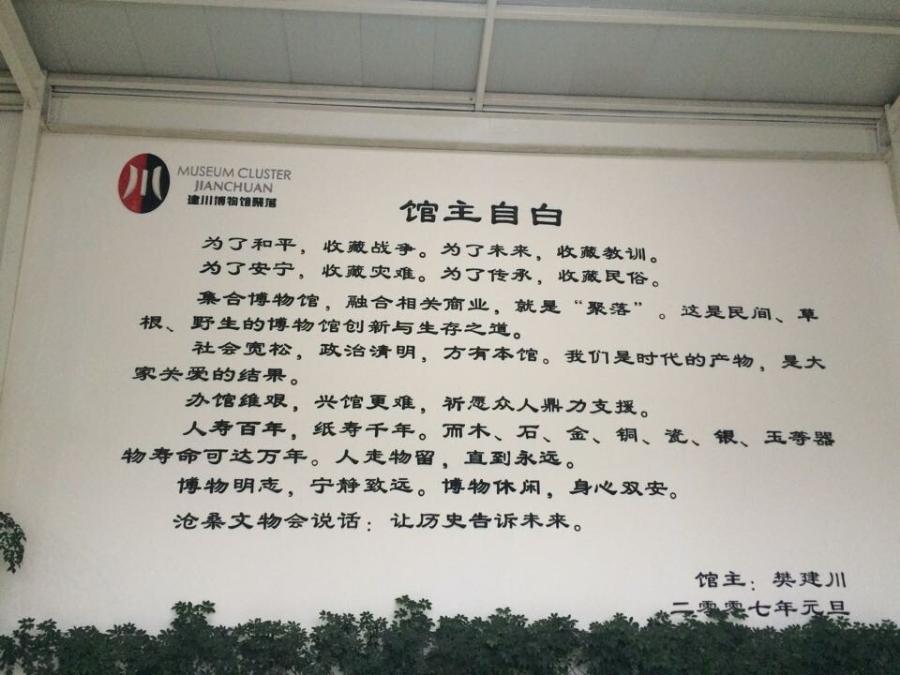 MUSEUM CLUSTER
JIANCHUAN
建川博物馆聚落
川
馆主自白
为了和平，收藏战争。为了未来，收藏教训。
为了安宁，收藏灾难。为了传承，收藏民俗。
集合博物馆，融合相关商业，就是“聚落”。这是民间、草
根、野生的博物馆创新与生存之道。
社会宽松，政治清明，方有本馆。我们是时代的产物，是大
家关爱的结果。
办馆维艰，兴馆更难，祈愿众人鼎力支援。
人寿百年，纸寿千年。而木、石、金、铜、瓷、银、玉等器
物寿命可达万年。人走物留，直到永远。
博物明志，宁静致远。博物休闲，身心双安。
沧桑文物会说话：让历史告诉未来。
馆主：樊建川
二零零七年元旦